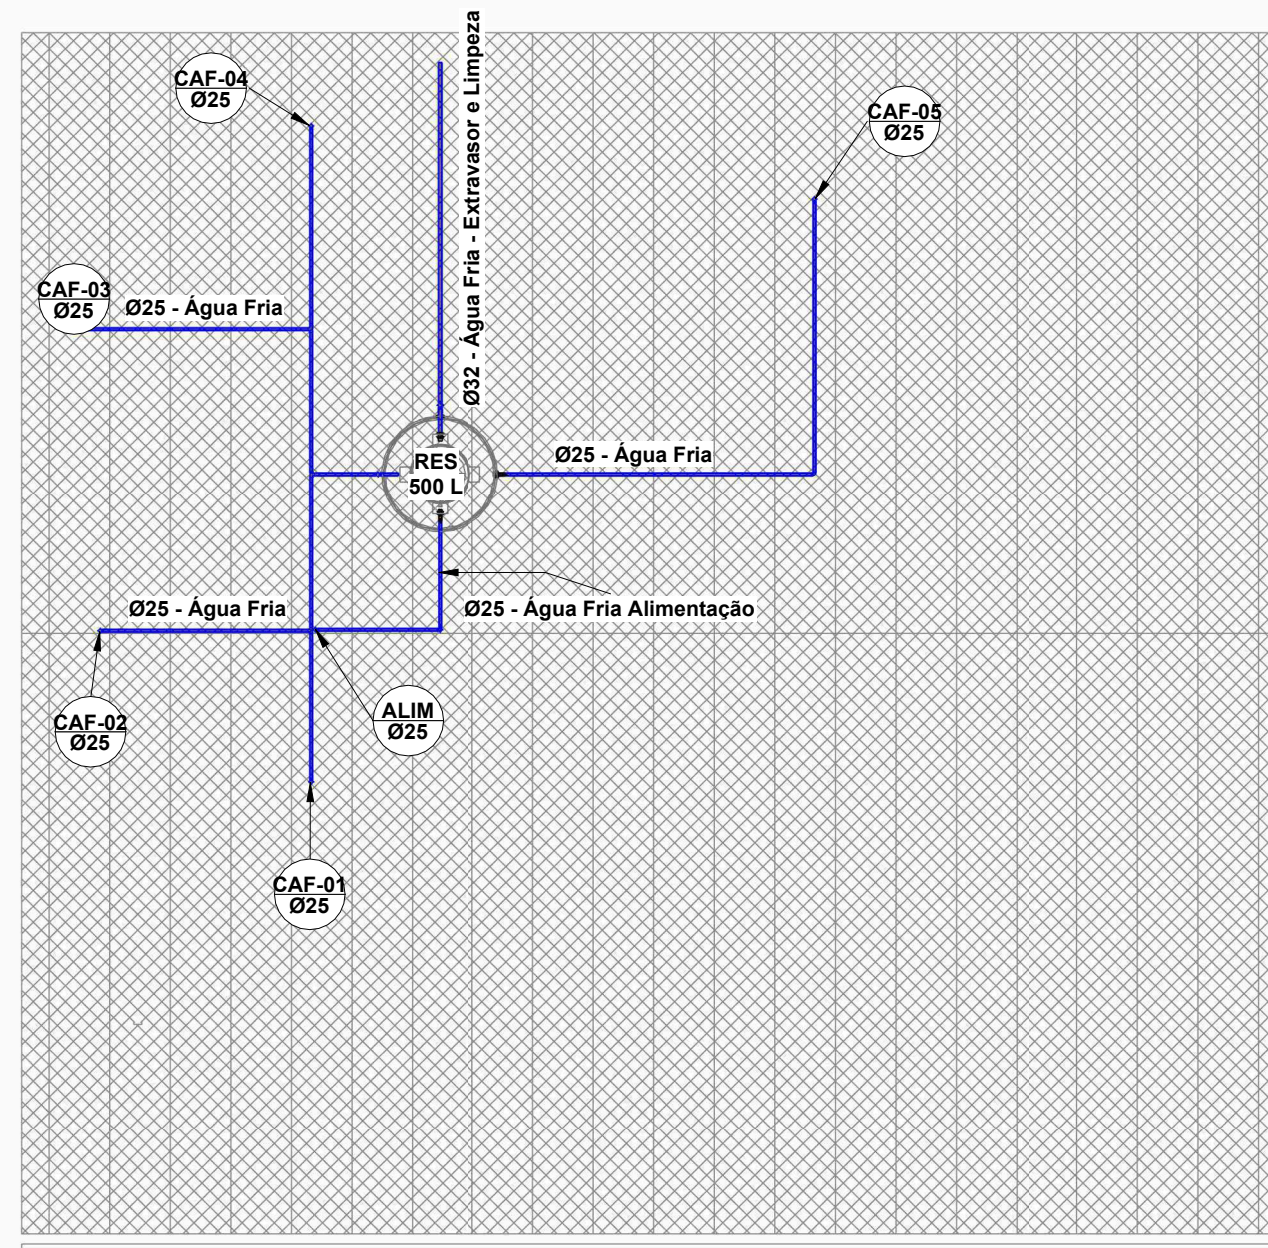 Ø32 - Água Fria - Extravasor e Limpeza
CAF-04
Ø25
CAF-05
Ø25
CAF-03
Ø25
Ø25 - Água Fria
RES
500 L
Ø25 - Água Fria
Ø25 - Água Fria
Ø25 - Água Fria Alimentação
CAF-02
Ø25
ALIM
Ø25
CAF-01
Ø25